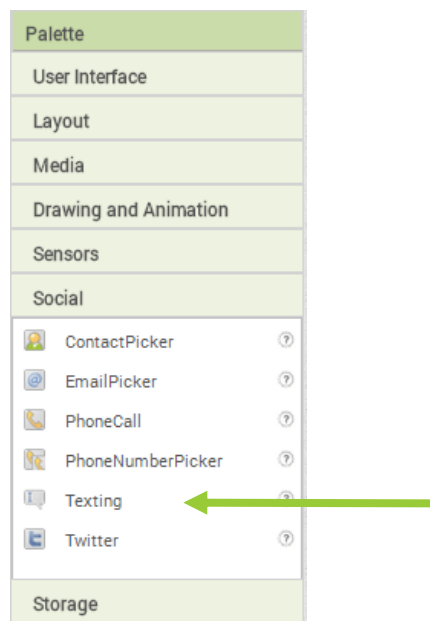 Palette
User Interface
Layout
Media
Drawing and Animation
Sensors
Social
ContactPicker ?
EmailPicker ?
PhoneCall ?
PhoneNumberPicker ?
Texting ?
Twitter ?
Storage